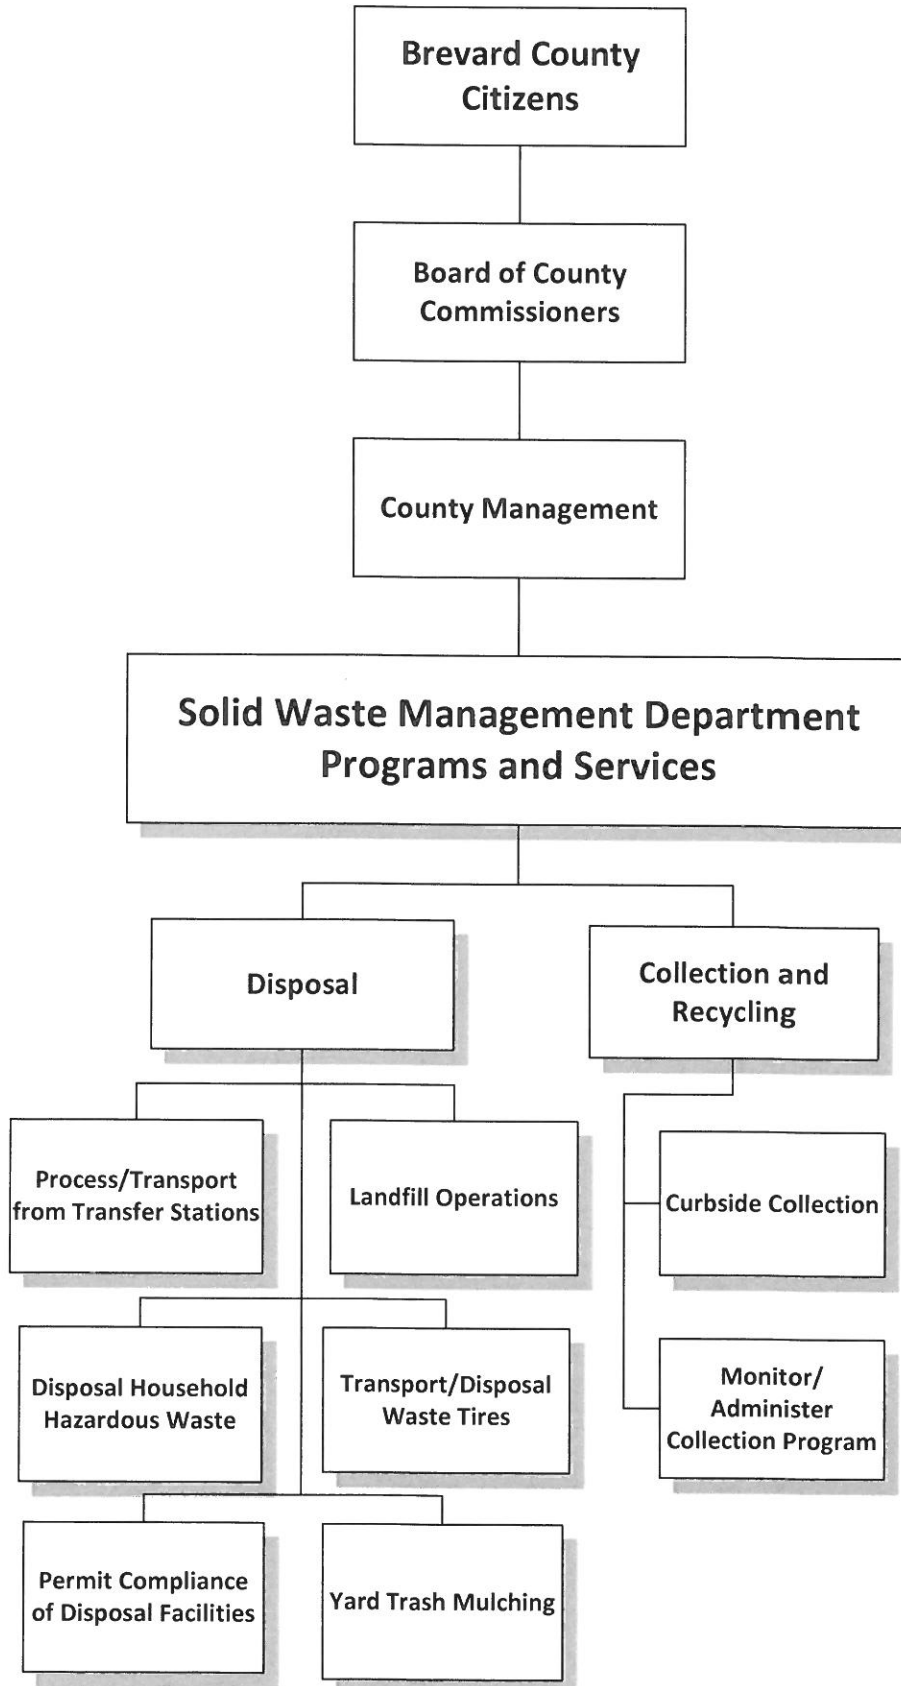 Brevard County
Citizens
Board of County
Commissioners
County Management
Solid Waste Management Department
Programs and Services
Disposal
Collection and
Recycling
Process/Transport
from Transfer Stations
Landfill Operations
Curbside Collection
Disposal Household
Hazardous Waste
Transport/Disposal
Waste Tires
Monitor/
Administer
Collection Program
Permit Compliance
of Disposal Facilities
Yard Trash Mulching